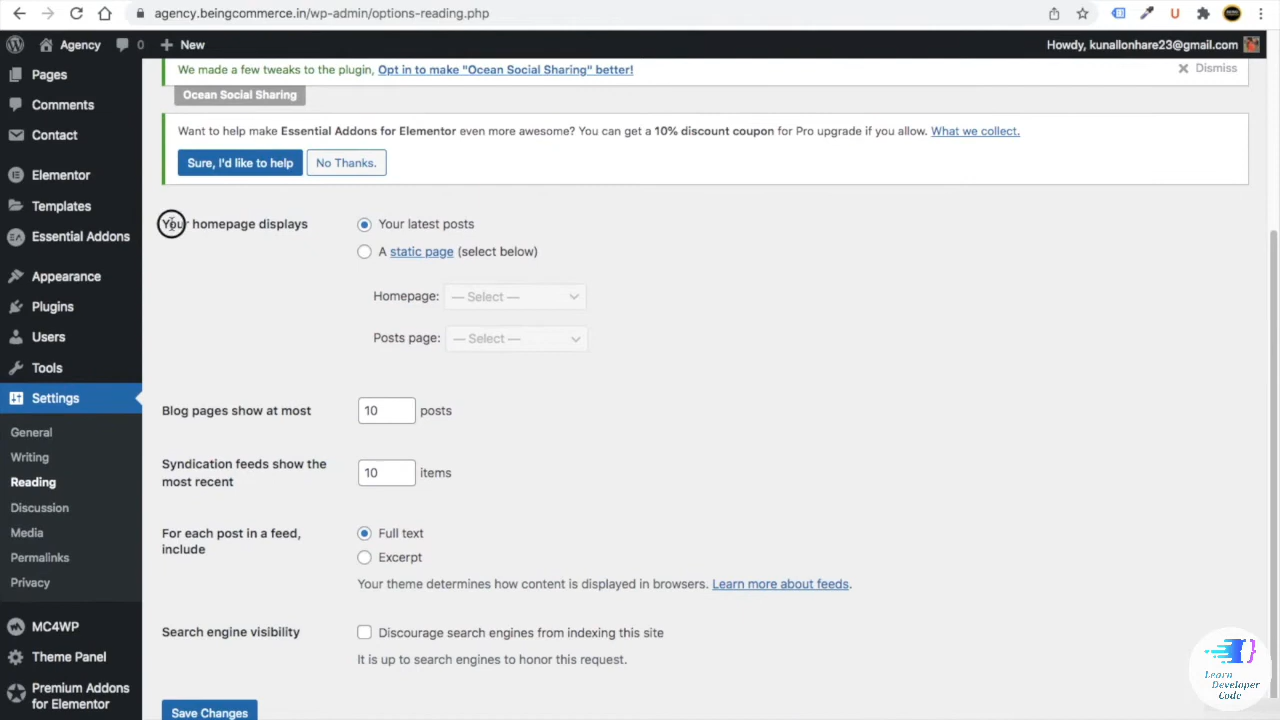 agency.beingcommerce.in/wp-admin/options-reading.php
Agency 0 New Howdy, kunallonhare23@gmail.com
Pages
Comments
Contact
Elementor
Templates
Essential Addons
Appearance
Plugins
Users
Tools
Settings
General
Writing
Reading
Discussion
Media
Permalinks
Privacy
MC4WP
Theme Panel
Premium Addons
for Elementor
We made a few tweaks to the plugin, Opt in to make "Ocean Social Sharing" better! Dismiss
Ocean Social Sharing
Want to help make Essential Addons for Elementor even more awesome? You can get a 10% discount coupon for Pro upgrade if you allow. What we collect.
Sure, I'd like to help No Thanks.
Your homepage displays Your latest posts
A static page (select below)
Homepage: — Select —
Posts page: — Select —
Blog pages show at most 10 posts
Syndication feeds show the
most recent 10 items
For each post in a feed,
include
Full text
Excerpt
Your theme determines how content is displayed in browsers. Learn more about feeds.
Search engine visibility Discourage search engines from indexing this site
It is up to search engines to honor this request.
Save Changes
Learn
Developer
Code